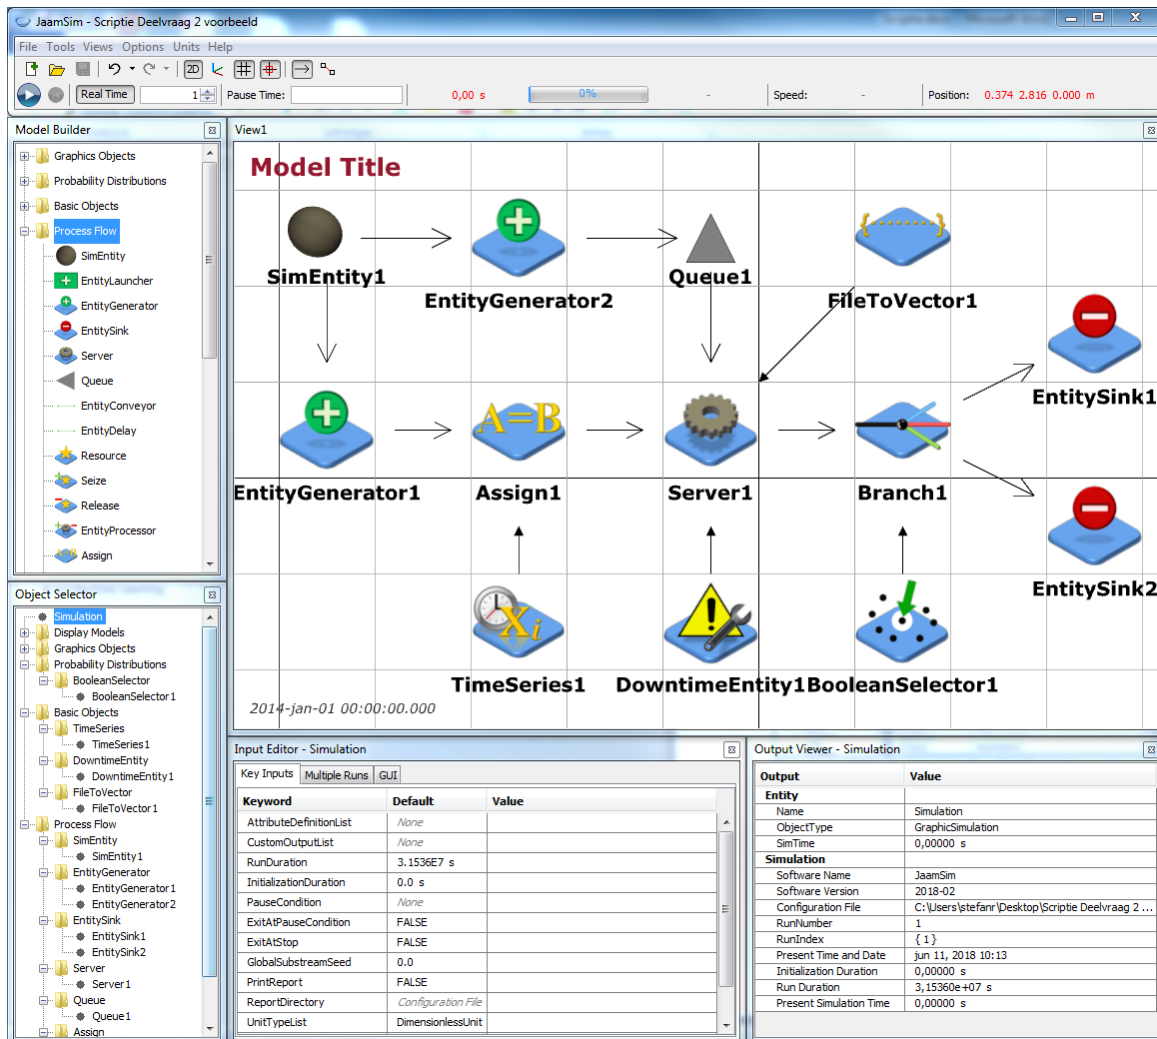 JaamSim - Scriptie Deelvraag 2 voorbeeld
File Tools Views Options Units Help
2D
Real Time 1 Pause Time: 0,00 s 0% - Speed: - Position: 0.374 2.816 0.000 m
Model Builder
Graphics Objects
Probability Distributions
Basic Objects
Process Flow
SimEntity
EntityLauncher
EntityGenerator
EntitySink
Server
Queue
EntityConveyor
EntityDelay
Resource
Seize
Release
EntityProcessor
Assign
View1
Model Title
SimEntity1
EntityGenerator2
Queue1
FileToVector1
EntitySink1
A=B
EntityGenerator1
Assign1
Server1
Branch1
EntitySink2
Xi
TimeSeries1
DowntimeEntity1
BooleanSelector1
2014-jan-01 00:00:00.000
Object Selector
Simulation
Display Models
Graphics Objects
Probability Distributions
BooleanSelector
BooleanSelector1
Basic Objects
TimeSeries
TimeSeries1
DowntimeEntity
DowntimeEntity1
FileToVector
FileToVector1
Process Flow
SimEntity
SimEntity1
EntityGenerator
EntityGenerator1
EntityGenerator2
EntitySink
EntitySink1
EntitySink2
Server
Server1
Queue
Queue1
Assign
Input Editor - Simulation
Key Inputs Multiple Runs GUI
Keyword Default Value
AttributeDefinitionList None
CustomOutputList None
RunDuration 3.1536E7 s
InitializationDuration 0.0 s
PauseCondition None
ExitAtPauseCondition FALSE
ExitAtStop FALSE
GlobalSubstreamSeed 0.0
PrintReport FALSE
ReportDirectory Configuration File
UnitTypeList DimensionlessUnit
Output Viewer - Simulation
Output Value
Entity
Name Simulation
ObjectType GraphicSimulation
SimTime 0,00000 s
Simulation
Software Name JaamSim
Software Version 2018-02
Configuration File C:\Users\stefanr\Desktop\Scriptie Deelvraag 2 ...
RunNumber 1
RunIndex { 1 }
Present Time and Date jun 11, 2018 10:13
Initialization Duration 0,00000 s
Run Duration 3,15360e+07 s
Present Simulation Time 0,00000 s